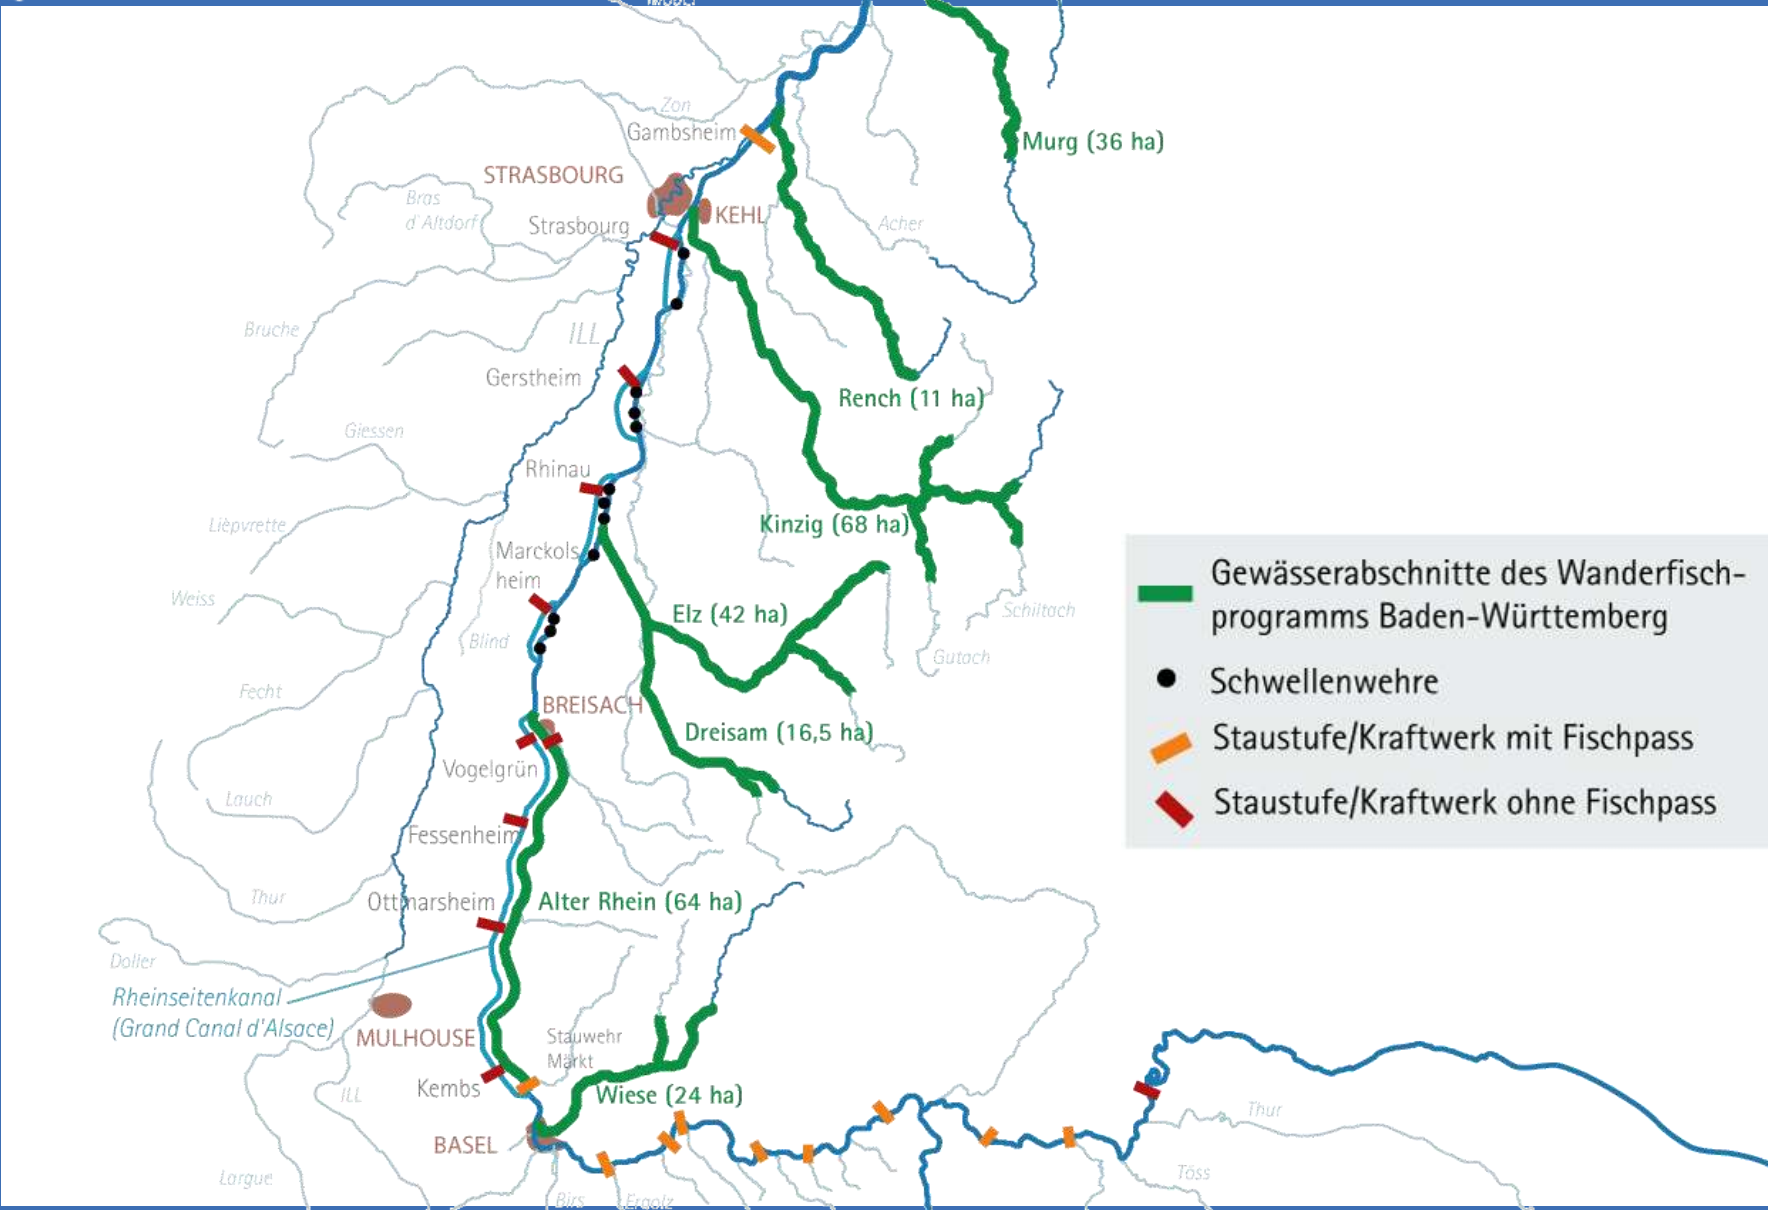 Zon
Gambsheim
Murg (36 ha)
STRASBOURG
Bras
d'Altdorf
KEHL
Strasbourg
Acher
Bruche
ILL
Gerstheim
Rench (11 ha)
Giessen
Rhinau
Lièpvrette
Kinzig (68 ha)
Marckols
heim
Weiss
Elz (42 ha)
Schiltach
Blind
Gutach
Fecht
BREISACH
Dreisam (16,5 ha)
Vogelgrün
Lauch
Fessenheim
Thur
Ottmarsheim
Alter Rhein (64 ha)
Doller
Rheinseitenkanal
(Grand Canal d'Alsace)
MULHOUSE
Stauwehr
Märkt
Kembs
ILL
Wiese (24 ha)
Thur
BASEL
Largue
Töss
Birs
Ergolz
Gewässerabschnitte des Wanderfisch-
programms Baden-Württemberg
Schwellenwehre
Staustufe/Kraftwerk mit Fischpass
Staustufe/Kraftwerk ohne Fischpass